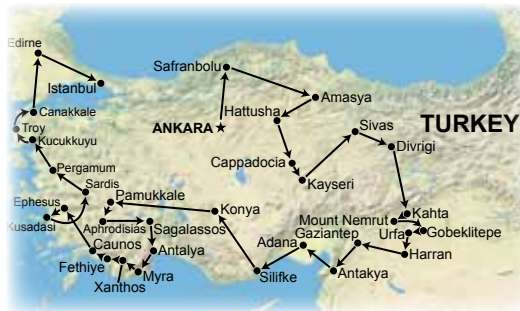 Edirne
Istanbul
Safranbolu
Amasya
Canakkale
Troy
Kucukkuyu
ANKARA
Hattusha
Sivas
TURKEY
Divrigi
Cappadocia
Kayseri
Pergamum
Sardis
Ephesus
Kusadasi
Pamukkale
Aphrodisias
Sagalassos
Konya
Kahta
Mount Nemrut
Gobeklitepe
Urfa
Gaziantep
Harran
Adana
Antakya
Silifke
Caunos
Antalya
Fethiye
Myra
Xanthos